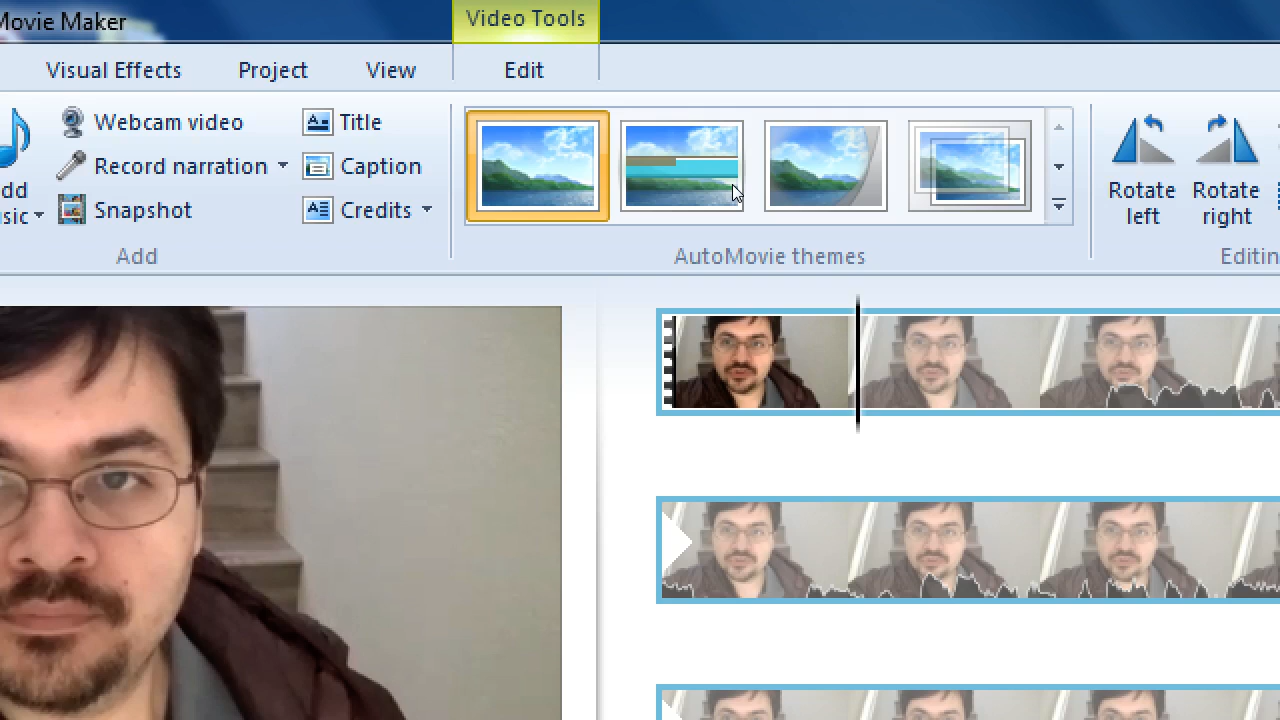 Movie Maker
Video Tools
Visual Effects
Project
View
Edit
Webcam video
Record narration
Snapshot
Title
Caption
Credits
Add
AutoMovie themes
Rotate
left
Rotate
right